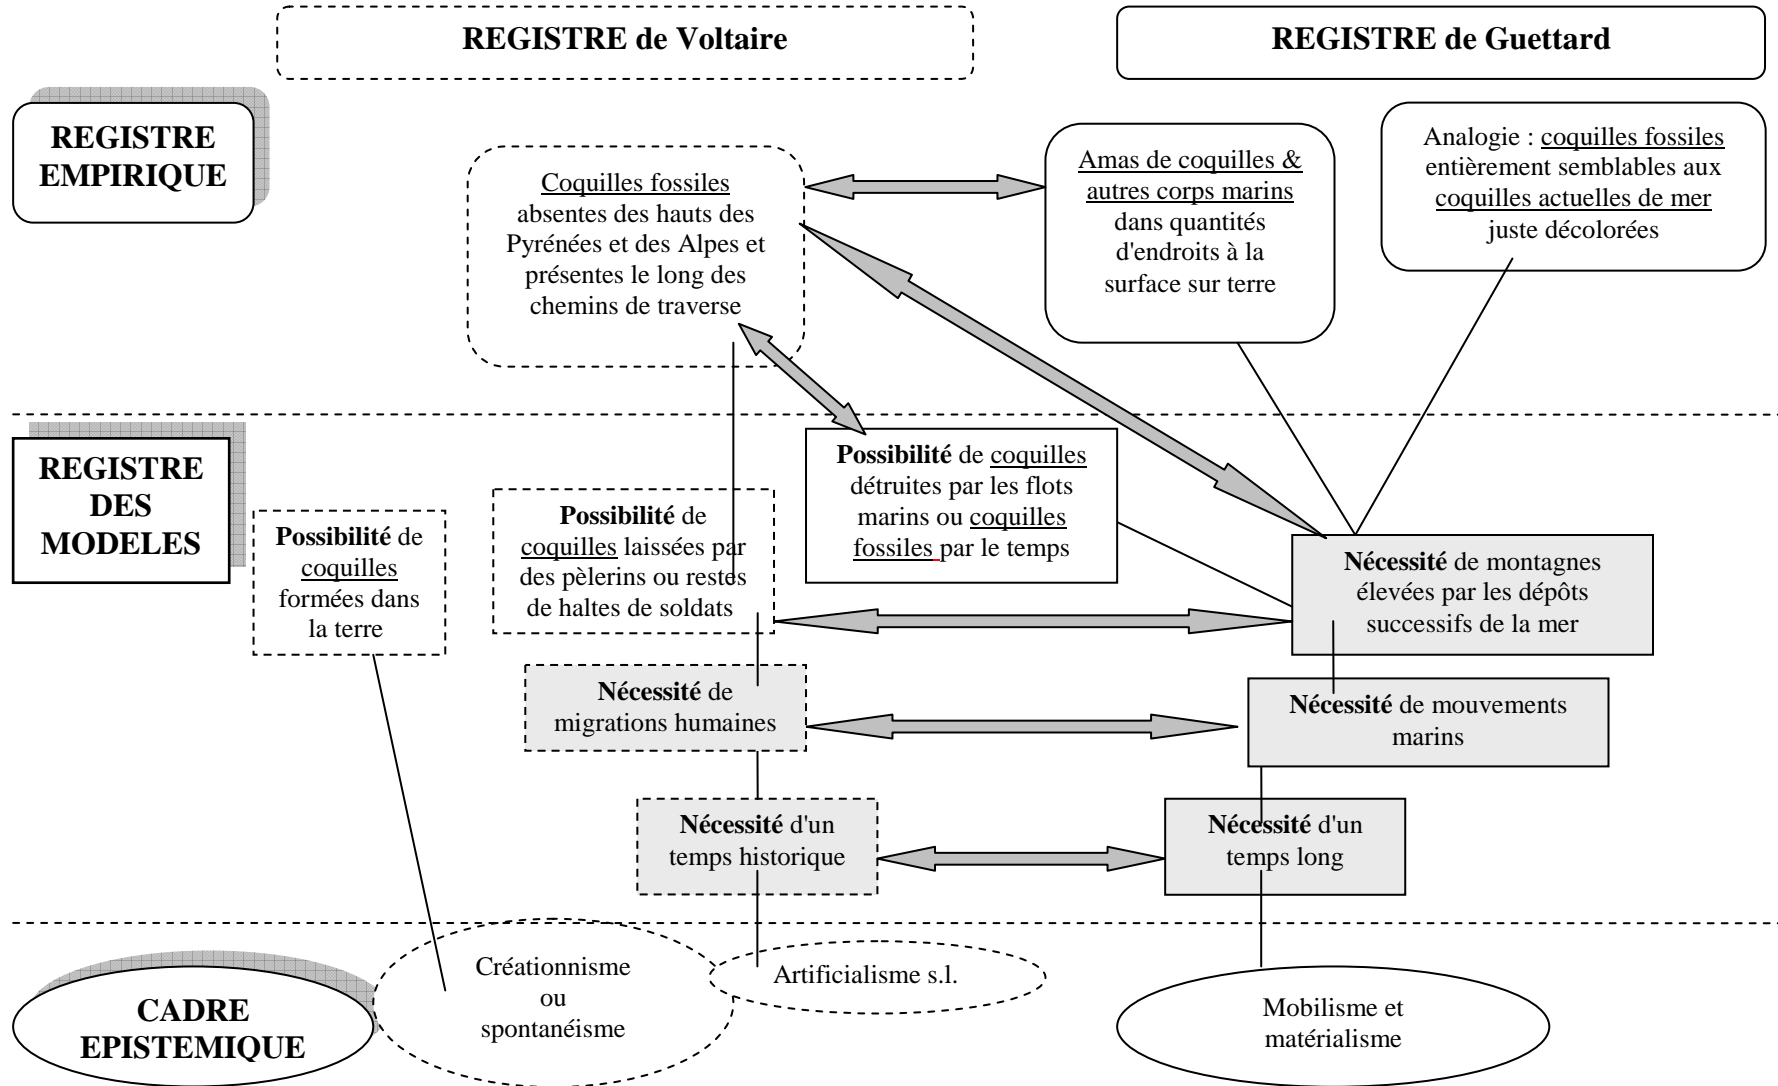 REGISTRE de Voltaire
REGISTRE de Guettard
REGISTRE
EMPIRIQUE
Coquilles fossiles
absentes des hauts des
Pyrénées et des Alpes et
présentes le long des
chemins de traverse
Amas de coquilles &
autres corps marins
dans quantités
d'endroits à la
surface sur terre
Analogie : coquilles fossiles
entièrement semblables aux
coquilles actuelles de mer
juste décolorées
REGISTRE
DES
MODELES
Possibilité de
coquilles
formées dans
la terre
Possibilité de
coquilles laissées par
des pèlerins ou restes
de haltes de soldats
Possibilité de coquilles
détruites par les flots
marins ou coquilles
fossiles par le temps
Nécessité de montagnes
élevées par les dépôts
successifs de la mer
Nécessité de
migrations humaines
Nécessité de mouvements
marins
Nécessité d'un
temps historique
Nécessité d'un
temps long
CADRE
EPISTEMIQUE
Créationnisme
ou
spontanéisme
Artificialisme s.l.
Mobilisme et
matérialisme